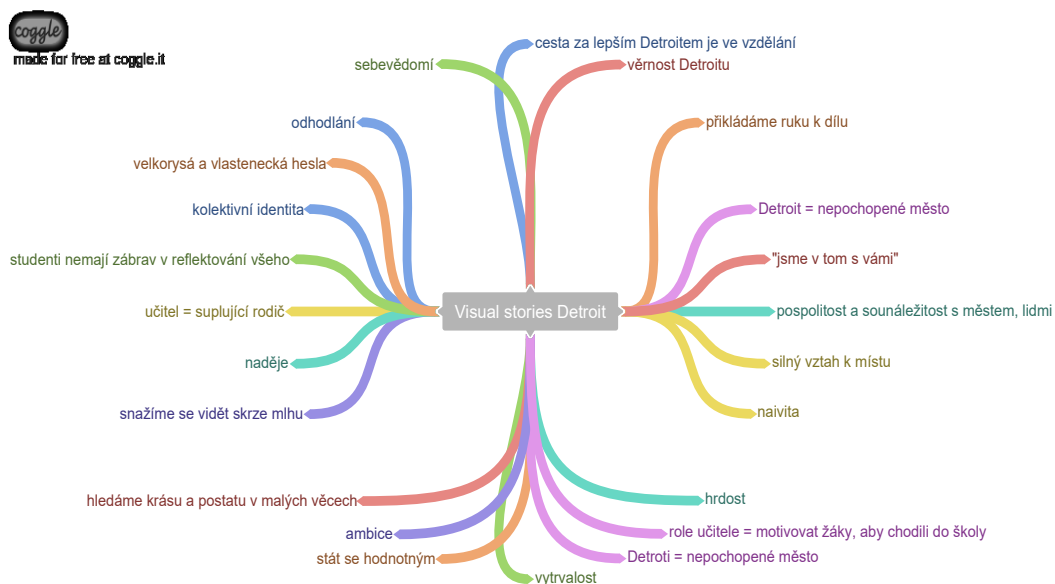 coggle
made for free at coggle.it
cesta za lepším Detroitem je ve vzdělání
sebevědomí
věrnost Detroitu
odhodlání
přikládáme ruku k dílu
velkorysá a vlastenecká hesla
kolektivní identita
Detroit = nepochopené město
studenti nemají zábrav v reflektování všeho
"jsme v tom s vámi"
učitel = suplující rodič
Visual stories Detroit
pospolitost a sounáležitost s městem, lidmi
naděje
silný vztah k místu
snažíme se vidět skrze mlhu
naivita
hledáme krásu a postatu v malých věcech
hrdost
ambice
role učitele = motivovat žáky, aby chodili do školy
stát se hodnotným
Detroti = nepochopené město
vytrvalost